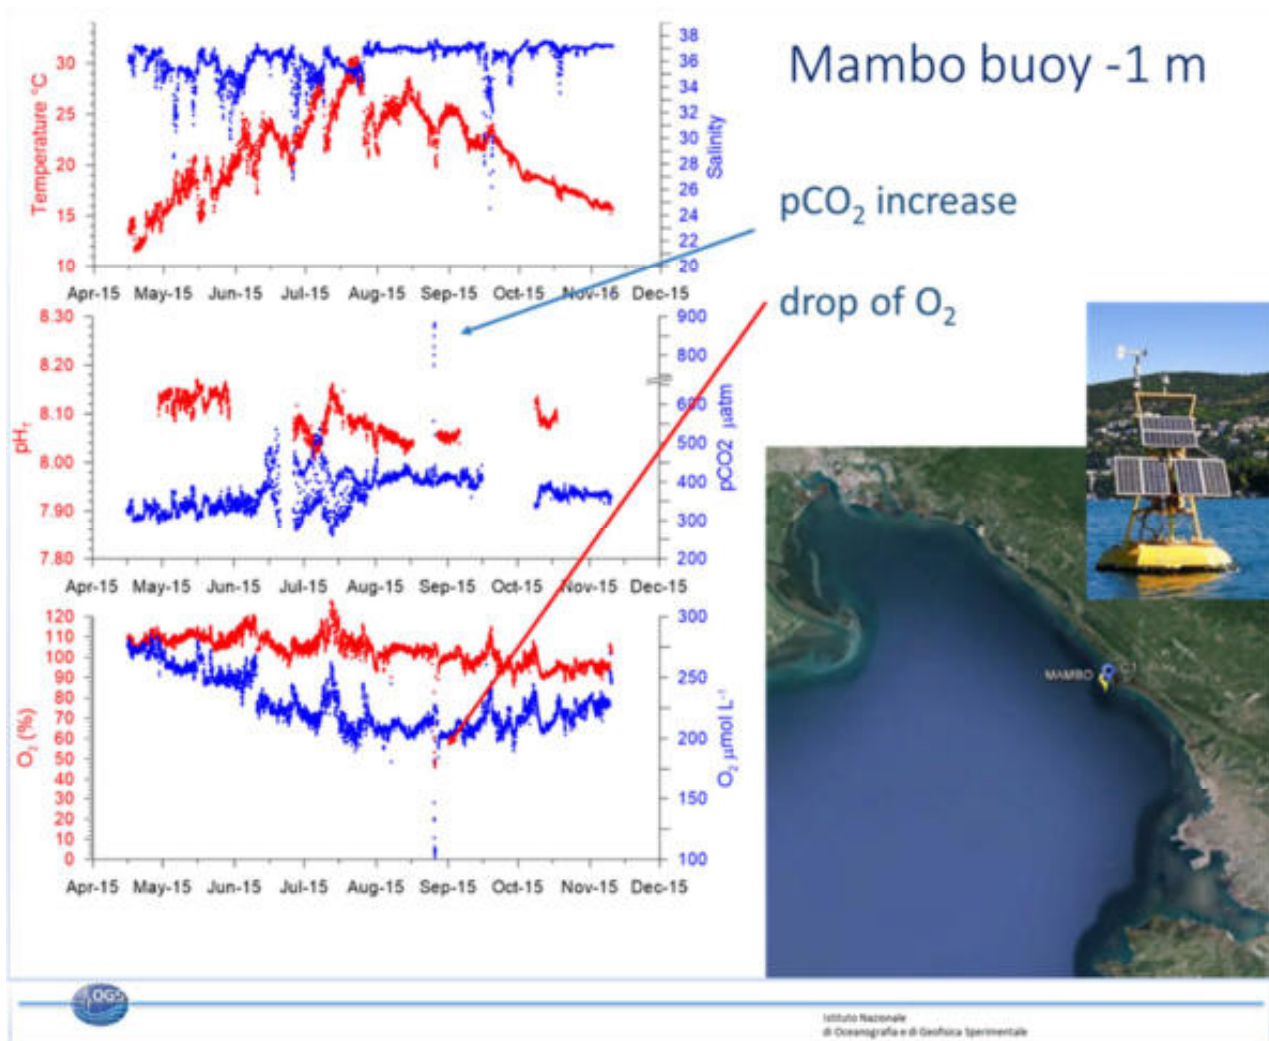 Mambo buoy -1 m
pCO₂ increase
drop of O₂
Temperature °C
30
25
20
15
10
Salinity
38
36
34
32
30
28
26
24
22
20
Apr-15 May-15 Jun-15 Jul-15 Aug-15 Sep-15 Oct-15 Nov-16 Dec-15
pH_T
8.30
8.20
8.10
8.00
7.90
7.80
pCO2 µatm
900
800
600
500
400
300
200
Apr-15 May-15 Jun-15 Jul-15 Aug-15 Sep-15 Oct-15 Nov-15 Dec-15
O₂ (%)
120
110
100
90
80
70
60
50
40
30
20
10
0
O₂ µmol L⁻¹
300
250
200
150
100
Apr-15 May-15 Jun-15 Jul-15 Aug-15 Sep-15 Oct-15 Nov-15 Dec-15
MAMBO
OGS
Istituto Nazionale
di Oceanografia e di Geofisica Sperimentale